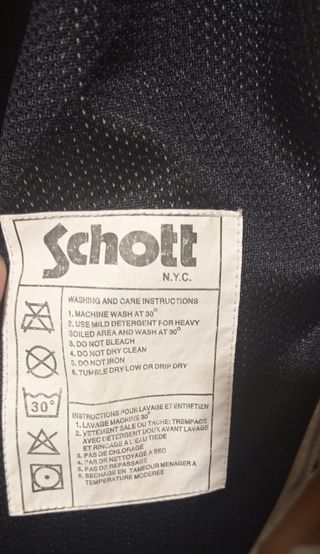 Schott
N.Y.C.
WASHING AND CARE INSTRUCTIONS
1. MACHINE WASH AT 30°
2. USE MILD DETERGENT FOR HEAVY
SOILED AREA AND WASH AT 30°
3. DO NOT BLEACH
4. DO NOT DRY CLEAN
5. DO NOT IRON
6. TUMBLE DRY LOW OR DRIP DRY
30°
INSTRUCTIONS POUR LAVAGE ET ENTRETIEN
1. LAVAGE MACHINE 30°
2. VETEMENT SALE OU TACHE: TREMPAGE
AVEC DETERGENT DOUX AVANT LAVAGE
ET RINCAGE A L'EAU TIEDE
3. PAS DE CHLORAGE
4. PAS DE NETTOYAGE A SEC
5. PAS DE REPASSAGE
6. SECHAGE EN TAMBOUR MENAGER A
TEMPERATURE MODEREE